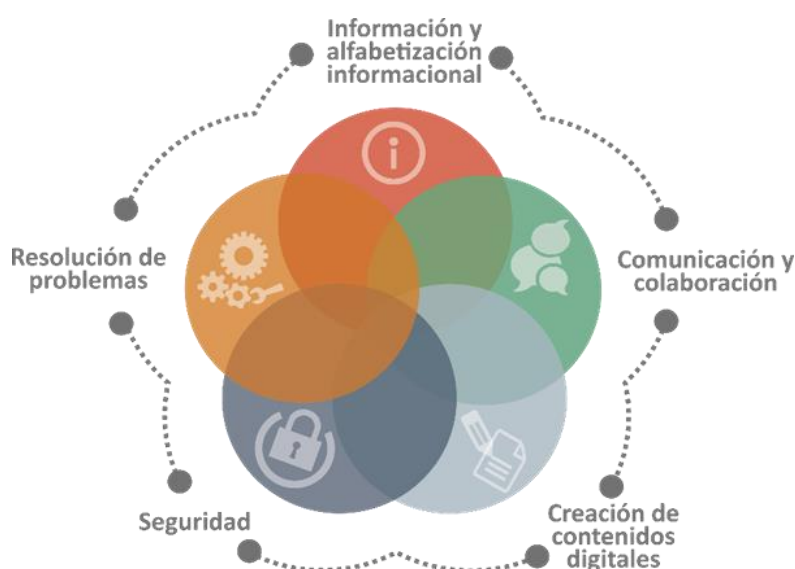 Información y
alfabetización
informacional
Resolución de
problemas
Comunicación y
colaboración
Seguridad
Creación de
contenidos
digitales